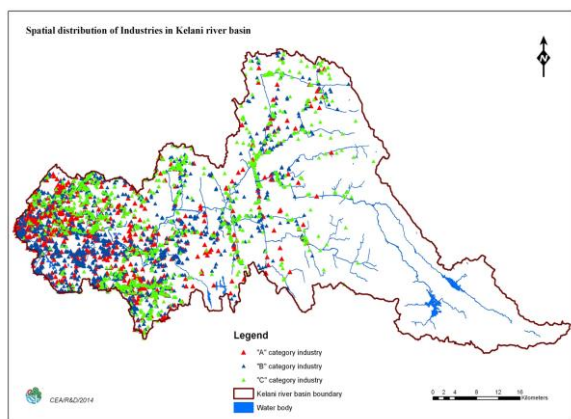 Spatial distribution of Industries in Kelani river basin
N
Legend
"A" category industry
"B" category industry
"C" category industry
Kelani river basin boundary
Water body
CEA/R&D/2014
0 2 4 8 12 16
Kilometers